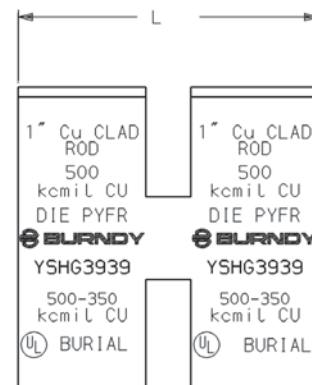 L
1" Cu CLAD
ROD
500
kcmil CU
DIE PYFR
BURNDY
YSHG3939
500-350
kcmil CU
UL BURIAL
1" Cu CLAD
ROD
500
kcmil CU
DIE PYFR
BURNDY
YSHG3939
500-350
kcmil CU
UL BURIAL